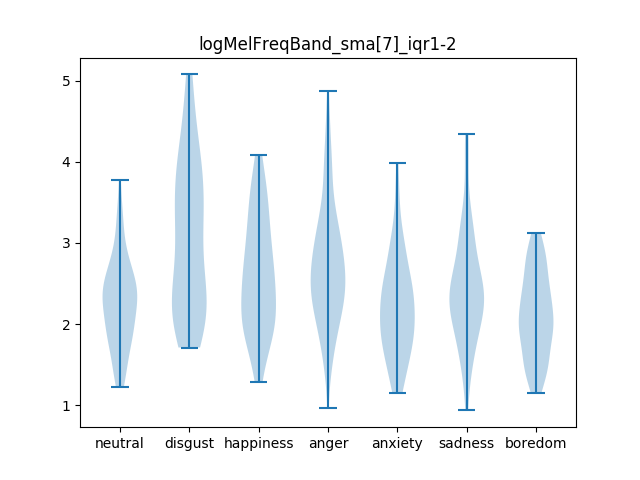 logMelFreqBand_sma[7]_iqr1-2
5
4
3
2
1
neutral disgust happiness anger anxiety sadness boredom